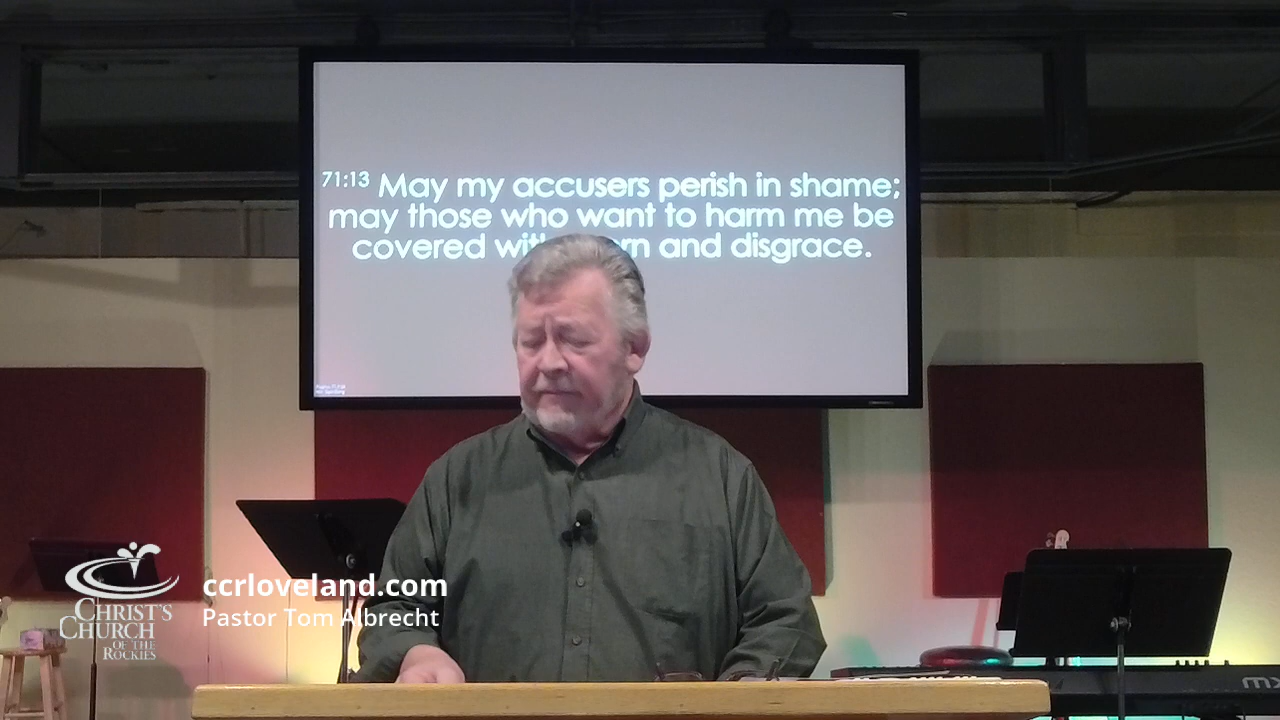 71:13 May my accusers perish in shame;
may those who want to harm me be
covered with and disgrace.
ccrloveland.com
Pastor Tom Albrecht
CHRIST'S
CHURCH
OF THE
ROCKIES